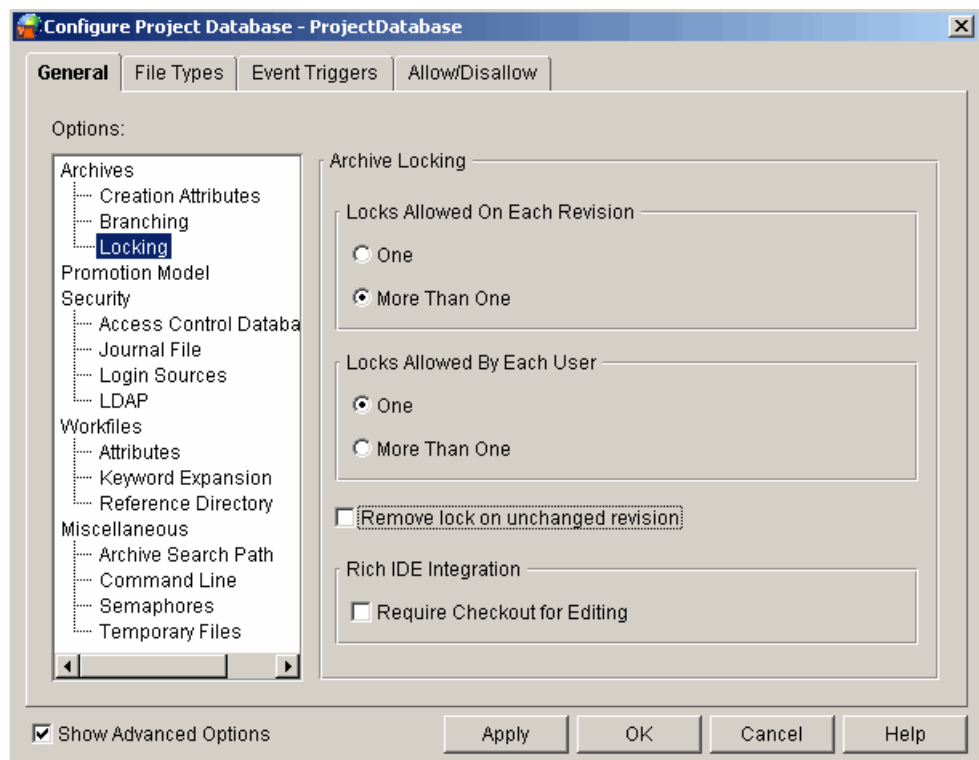 Configure Project Database - ProjectDatabase
General
File Types
Event Triggers
Allow/Disallow
Options:
Archives
Creation Attributes
Branching
Locking
Promotion Model
Security
Access Control Databa
Journal File
Login Sources
LDAP
Workfiles
Attributes
Keyword Expansion
Reference Directory
Miscellaneous
Archive Search Path
Command Line
Semaphores
Temporary Files
Archive Locking
Locks Allowed On Each Revision
One
More Than One
Locks Allowed By Each User
One
More Than One
Remove lock on unchanged revision
Rich IDE Integration
Require Checkout for Editing
Show Advanced Options
Apply
OK
Cancel
Help